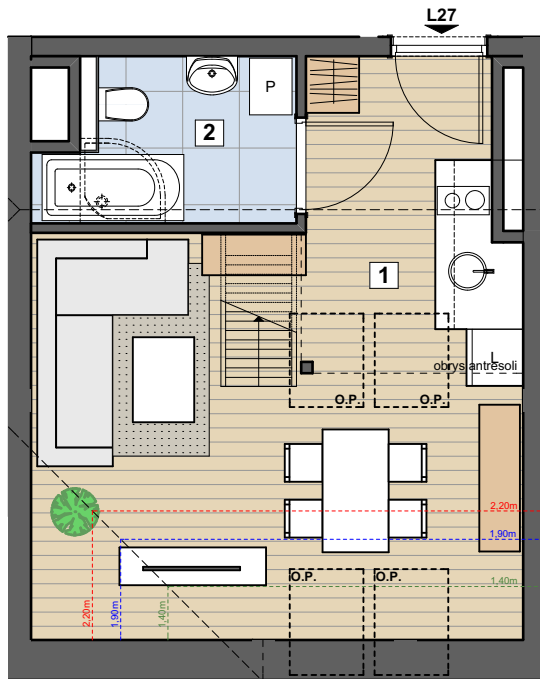 L27
P
2
1
L
obrys antresoli
O.P.
O.P.
2,20m
1,90m
O.P.
O.P.
1,40m
2,20m
1,90m
1,40m